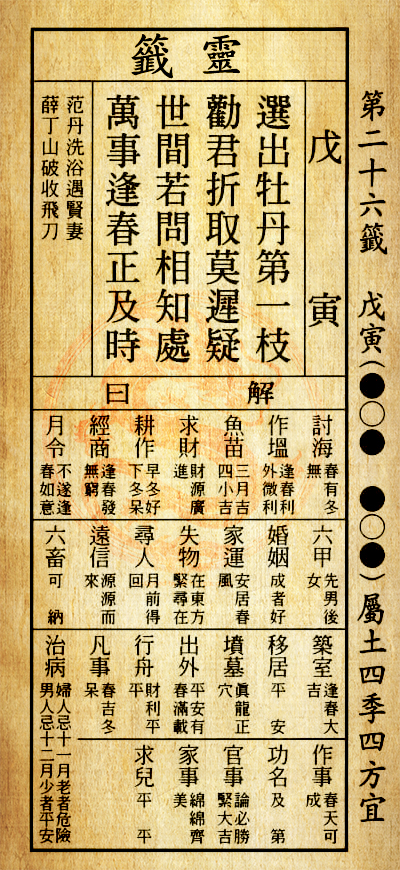 第二十六籤 戊寅(●○● ●○●)屬土四季四方宜
靈籤
戊寅
選出牡丹第一枝
勸君折取莫遲疑
世間若問相知處
萬事逢春正及時
范丹洗浴遇賢妻
薛丁山破收飛刀
解曰
討海 春有冬無
作塭 逢春利外微利
魚苗 三月吉四小吉
求財 財源廣進
耕作 早冬好下冬呆
經商 逢春發無窮
月令 不遂逢春如意
六甲 先男後女
婚姻 成者好
家運 安居春風
失物 在東方緊尋在
尋人 月前得回
遠信 源源而來
六畜 可納
築室 逢春大吉
移居 平安
墳墓 眞龍正穴
出外 平安有春滿載
行舟 財利平平
凡事 春吉冬呆
治病 婦人忌十一月老者危險男人忌十二月少者平安
作事 春天可成
功名 及第
官事 論必勝緊大吉
家事 綿綿齊美
求兒 平平